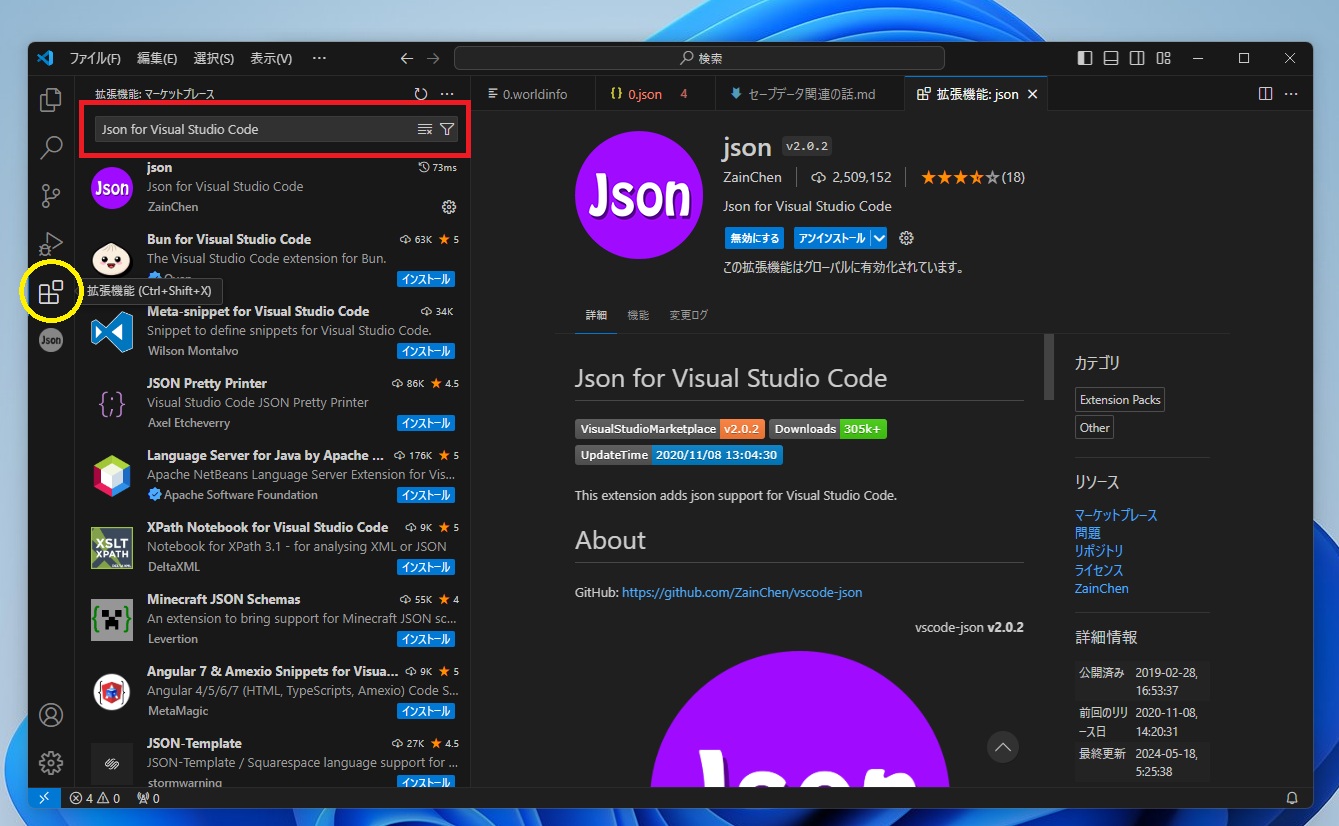 ファイル(F) 編集(E) 選択(S) 表示(V) … 検索
拡張機能: マーケットプレース …
Json for Visual Studio Code
拡張機能 (Ctrl+Shift+X)
Json
Json
json 73ms
Json for Visual Studio Code
ZainChen
Bun for Visual Studio Code 63K ★ 5
The Visual Studio Code extension for Bun.
インストール
Meta-snippet for Visual Studio Code 34K
Snippet to define snippets for Visual Studio Code.
Wilson Montalvo インストール
{;}
JSON Pretty Printer 86K ★ 4.5
Visual Studio Code JSON Pretty Printer
Axel Etcheverry インストール
Language Server for Java by Apache ... 176K ★ 5
Apache NetBeans Language Server Extension for Vis...
Apache Software Foundation インストール
XSLT
XPATH
XPath Notebook for Visual Studio Code 9K ★ 5
Notebook for XPath 3.1 - for analysing XML or JSON
DeltaXML インストール
Minecraft JSON Schemas 55K ★ 4
An extension to bring support for Minecraft JSON sc...
Levertion インストール
Angular 7 & Amexio Snippets for Visua... 9K ★ 5
Angular 4/5/6/7 (HTML, TypeScripts, Amexio) Code S...
MetaMagic インストール
JSON-Template 27K ★ 4.5
JSON-Template / Squarespace language support for ...
stormwarning インストール
0.worldinfo {} 0.json 4 セーブデータ関連の話.md 拡張機能: json
Json
json v2.0.2
ZainChen 2,509,152 (18)
Json for Visual Studio Code
無効にする アンインストール
この拡張機能はグローバルに有効化されています。
詳細 機能 変更ログ
Json for Visual Studio Code
VisualStudioMarketplace v2.0.2 Downloads 305k+
UpdateTime 2020/11/08 13:04:30
This extension adds json support for Visual Studio Code.
About
GitHub: https://github.com/ZainChen/vscode-json
vscode-json v2.0.2
Json
カテゴリ
Extension Packs
Other
リソース
マーケットプレース
問題
リポジトリ
ライセンス
ZainChen
詳細情報
公開済み 2019-02-28,
16:53:37
前回のリリ 2020-11-08,
ース日 14:20:31
最終更新 2024-05-18,
5:25:38
4 0 0